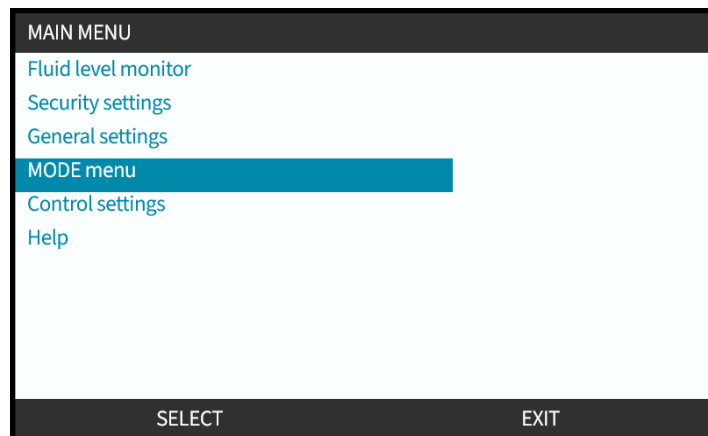 MAIN MENU
Fluid level monitor
Security settings
General settings
MODE menu
Control settings
Help
SELECT EXIT